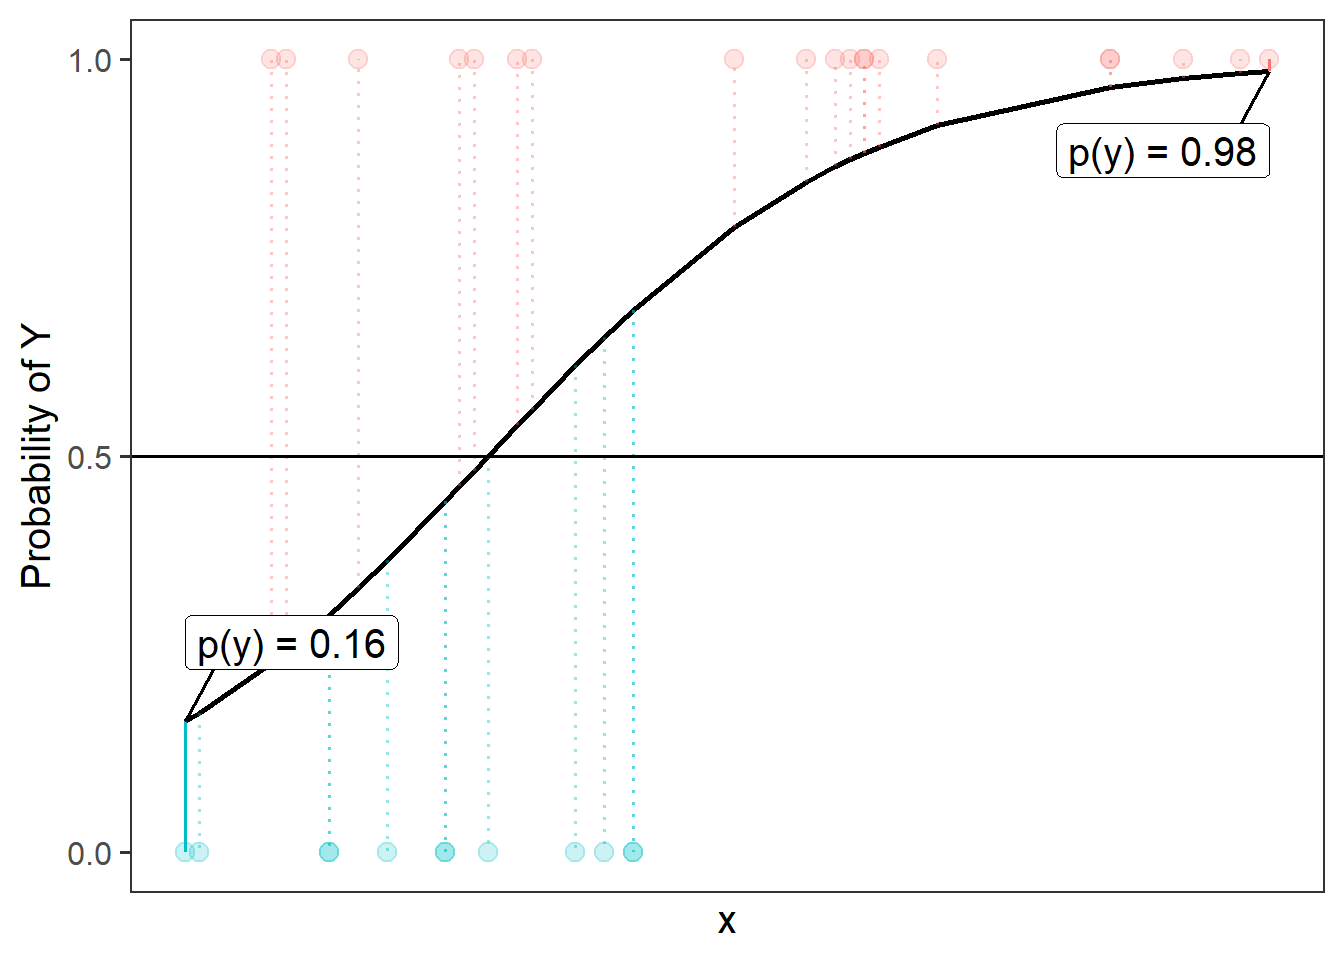 1.0
p(y) = 0.98
Probability of Y
0.5
p(y) = 0.16
0.0
x